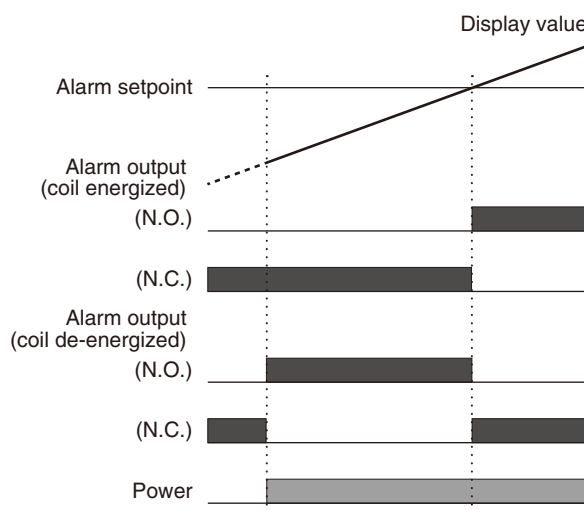 Display value
Alarm setpoint
Alarm output
(coil energized)
(N.O.)
(N.C.)
Alarm output
(coil de-energized)
(N.O.)
(N.C.)
Power